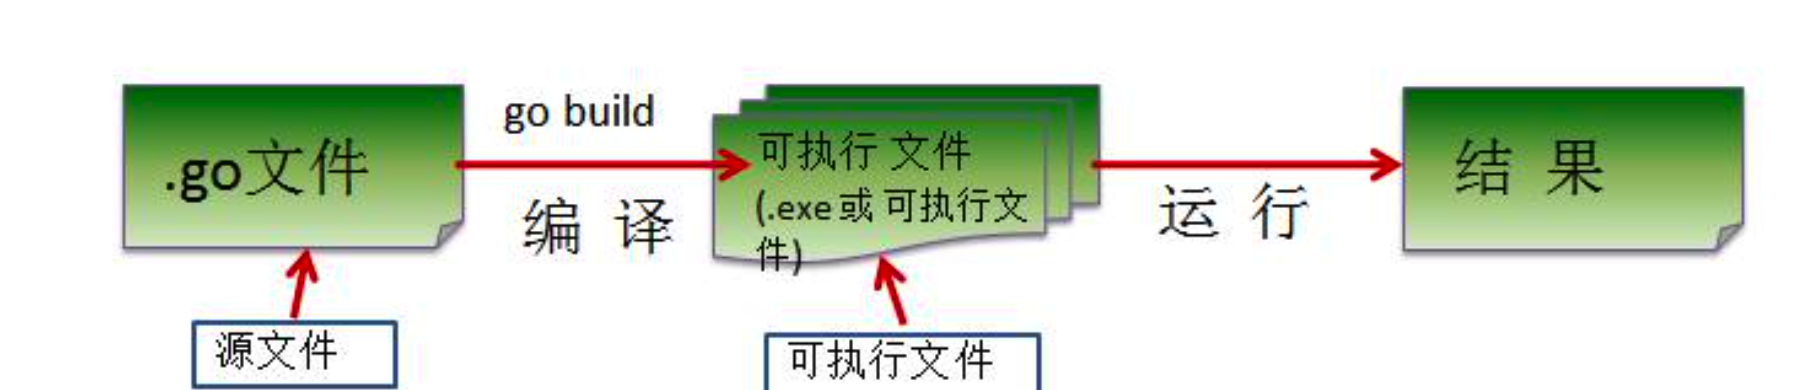 .go文件
go build
编 译
可执行 文件
(.exe或 可执行文
件)
运 行
结 果
源文件
可执行文件